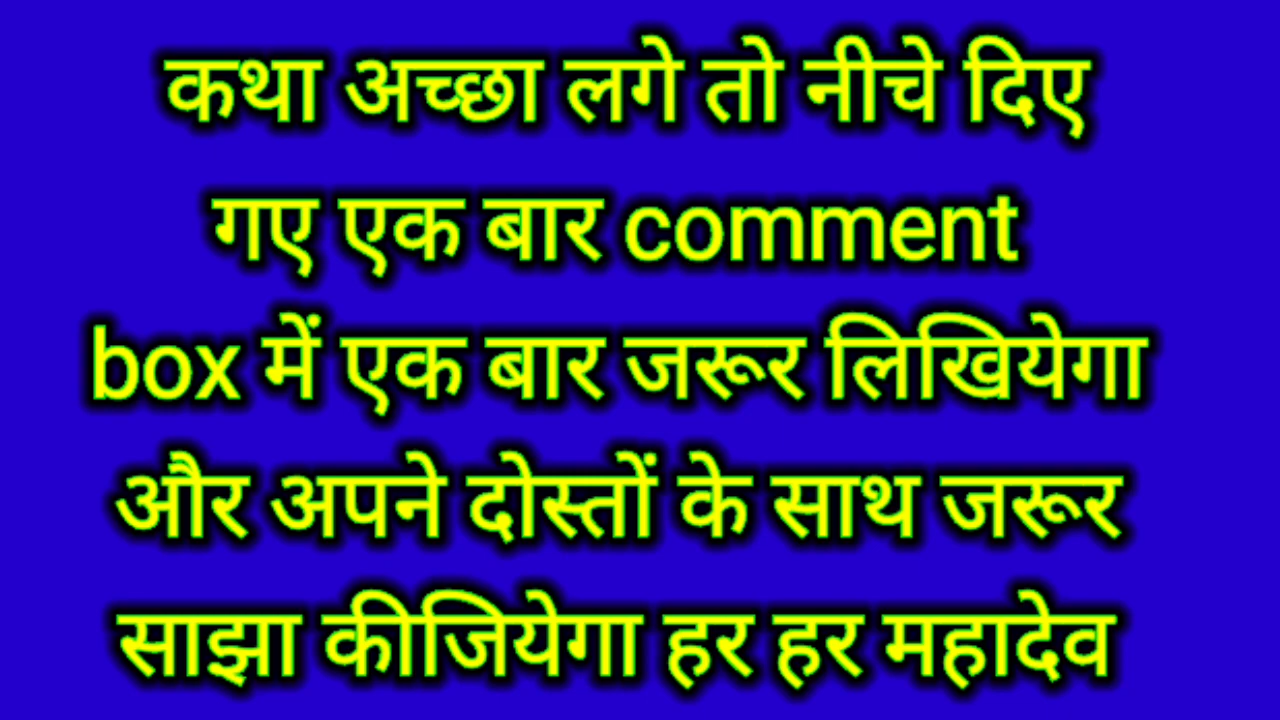 कथा अच्छा लगे तो नीचे दिए
गए एक बार comment
box में एक बार जरूर लिखियेगा
और अपने दोस्तों के साथ जरूर
साझा कीजियेगा हर हर महादेव